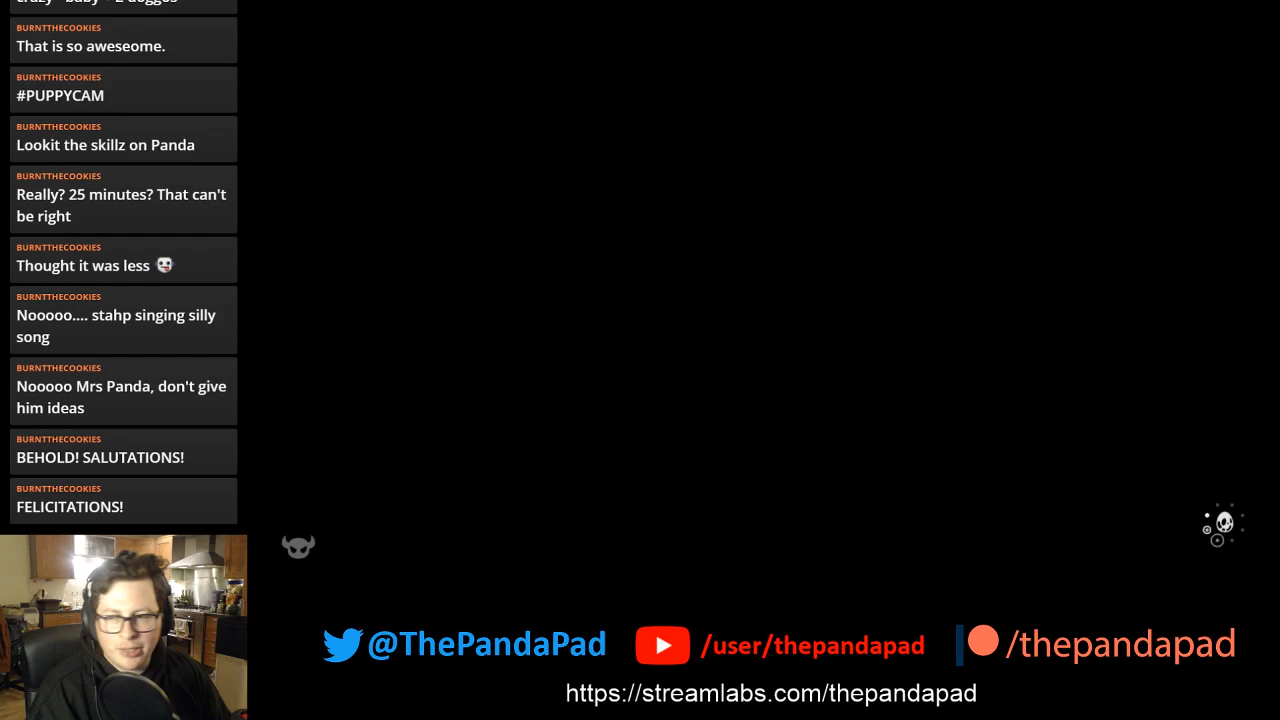 BURNTTHECOOKIES
That is so aweseome.
BURNTTHECOOKIES
#PUPPYCAM
BURNTTHECOOKIES
Lookit the skillz on Panda
BURNTTHECOOKIES
Really? 25 minutes? That can't
be right
BURNTTHECOOKIES
Thought it was less
BURNTTHECOOKIES
Nooooo.... stahp singing silly
song
BURNTTHECOOKIES
Nooooo Mrs Panda, don't give
him ideas
BURNTTHECOOKIES
BEHOLD! SALUTATIONS!
BURNTTHECOOKIES
FELICITATIONS!
@ThePandaPad
/user/thepandapad
/thepandapad
https://streamlabs.com/thepandapad